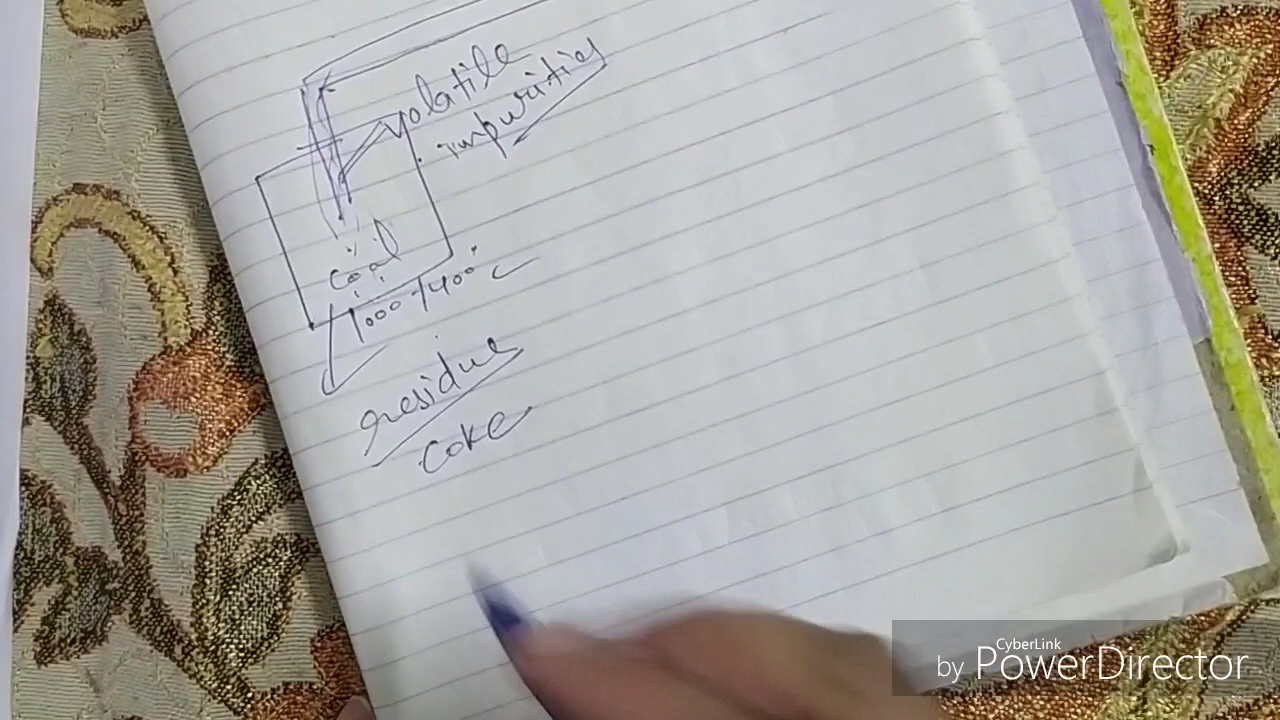 volatile
impurities
coal
1000-1400°C
residue
coke
CyberLink
by PowerDirector